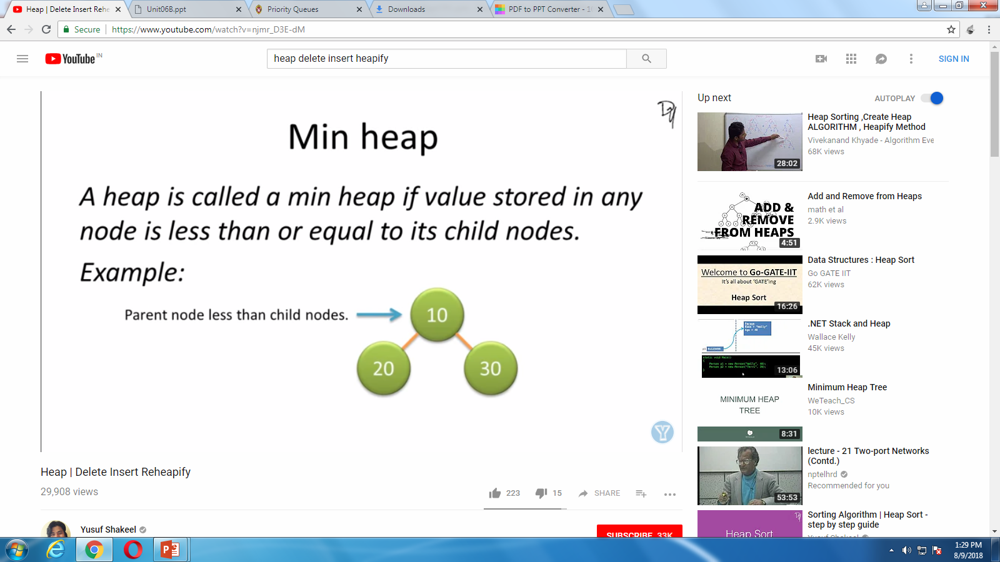 Heap | Delete Insert Rehe
Unit06B.ppt
Priority Queues
Downloads
PDF to PPT Converter - 1
Secure
https://www.youtube.com/watch?v=njmr_D3E-dM
YouTube IN
heap delete insert heapify
SIGN IN
Min heap
A heap is called a min heap if value stored in any
node is less than or equal to its child nodes.
Example:
Parent node less than child nodes.
10
20
30
Heap | Delete Insert Reheapify
29,908 views
223
15
SHARE
Yusuf Shakeel
SUBSCRIBE 33K
Up next
AUTOPLAY
28:02
Heap Sorting ,Create Heap
ALGORITHM , Heapify Method
Vivekanand Khyade - Algorithm Eve
68K views
ADD &
REMOVE
FROM HEAPS
4:51
Add and Remove from Heaps
math et al
2.9K views
Welcome to Go-GATE-IIT
It's all about 'GATE'ing
Heap Sort
16:26
Data Structures : Heap Sort
Go GATE IIT
62K views
13:06
.NET Stack and Heap
Wallace Kelly
45K views
MINIMUM HEAP
TREE
8:31
Minimum Heap Tree
WeTeach_CS
10K views
53:53
lecture - 21 Two-port Networks
(Contd.)
nptelhrd
Recommended for you
Heap Sort
Sorting Algorithm | Heap Sort -
step by step guide
Yusuf Shakeel
1:29 PM
8/9/2018